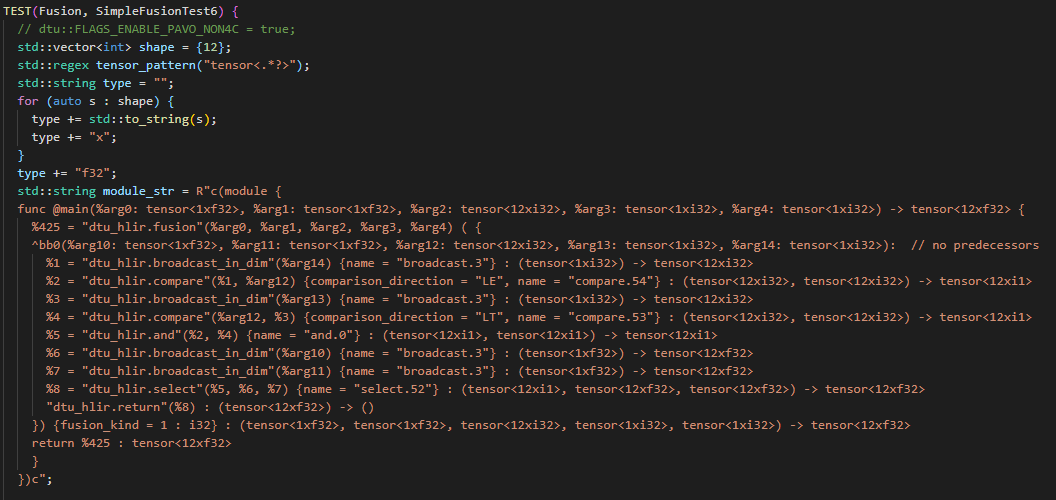 TEST(Fusion, SimpleFusionTest6) {
  // dtu::FLAGS_ENABLE_PAVO_NON4C = true;
  std::vector<int> shape = {12};
  std::regex tensor_pattern("tensor<.*?>");
  std::string type = "";
  for (auto s : shape) {
    type += std::to_string(s);
    type += "x";
  }
  type += "f32";
  std::string module_str = R"c(module {
  func @main(%arg0: tensor<1xf32>, %arg1: tensor<1xf32>, %arg2: tensor<12xi32>, %arg3: tensor<1xi32>, %arg4: tensor<1xi32>) -> tensor<12xf32> {
    %425 = "dtu_hlir.fusion"(%arg0, %arg1, %arg2, %arg3, %arg4) ( {
    ^bb0(%arg10: tensor<1xf32>, %arg11: tensor<1xf32>, %arg12: tensor<12xi32>, %arg13: tensor<1xi32>, %arg14: tensor<1xi32>):  // no predecessors
      %1 = "dtu_hlir.broadcast_in_dim"(%arg14) {name = "broadcast.3"} : (tensor<1xi32>) -> tensor<12xi32>
      %2 = "dtu_hlir.compare"(%1, %arg12) {comparison_direction = "LE", name = "compare.54"} : (tensor<12xi32>, tensor<12xi32>) -> tensor<12xi1>
      %3 = "dtu_hlir.broadcast_in_dim"(%arg13) {name = "broadcast.3"} : (tensor<1xi32>) -> tensor<12xi32>
      %4 = "dtu_hlir.compare"(%arg12, %3) {comparison_direction = "LT", name = "compare.53"} : (tensor<12xi32>, tensor<12xi32>) -> tensor<12xi1>
      %5 = "dtu_hlir.and"(%2, %4) {name = "and.0"} : (tensor<12xi1>, tensor<12xi1>) -> tensor<12xi1>
      %6 = "dtu_hlir.broadcast_in_dim"(%arg10) {name = "broadcast.3"} : (tensor<1xf32>) -> tensor<12xf32>
      %7 = "dtu_hlir.broadcast_in_dim"(%arg11) {name = "broadcast.3"} : (tensor<1xf32>) -> tensor<12xf32>
      %8 = "dtu_hlir.select"(%5, %6, %7) {name = "select.52"} : (tensor<12xi1>, tensor<12xf32>, tensor<12xf32>) -> tensor<12xf32>
      "dtu_hlir.return"(%8) : (tensor<12xf32>) -> ()
    }) {fusion_kind = 1 : i32} : (tensor<1xf32>, tensor<1xf32>, tensor<12xi32>, tensor<1xi32>, tensor<1xi32>) -> tensor<12xf32>
    return %425 : tensor<12xf32>
    }
  })c";